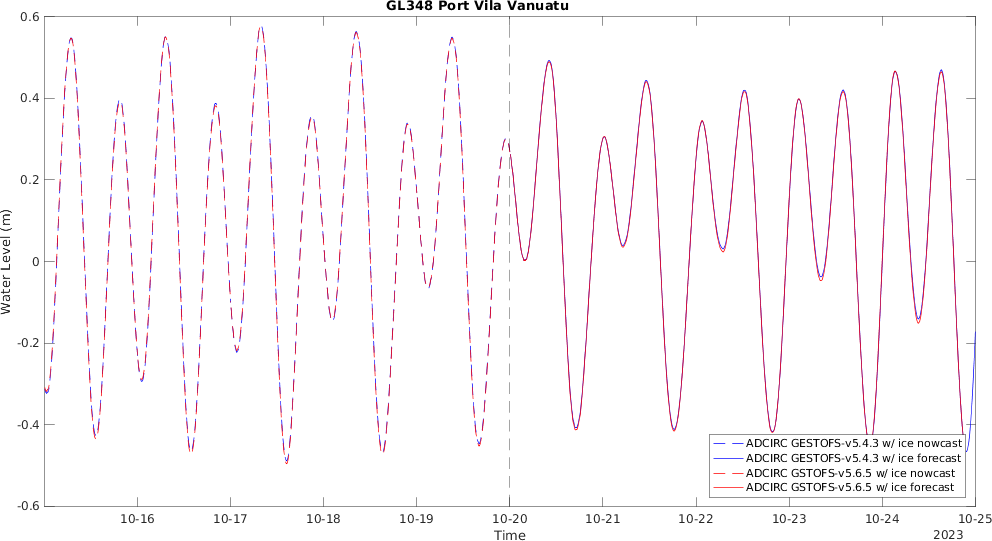 GL348 Port Vila Vanuatu
0.6
0.4
0.2
0
-0.2
-0.4
-0.6
Water Level (m)
10-16 10-17 10-18 10-19 10-20 10-21 10-22 10-23 10-24 10-25
Time
2023
ADCIRC GESTOFS-v5.4.3 w/ ice nowcast
ADCIRC GESTOFS-v5.4.3 w/ ice forecast
ADCIRC GSTOFS-v5.6.5 w/ ice nowcast
ADCIRC GSTOFS-v5.6.5 w/ ice forecast